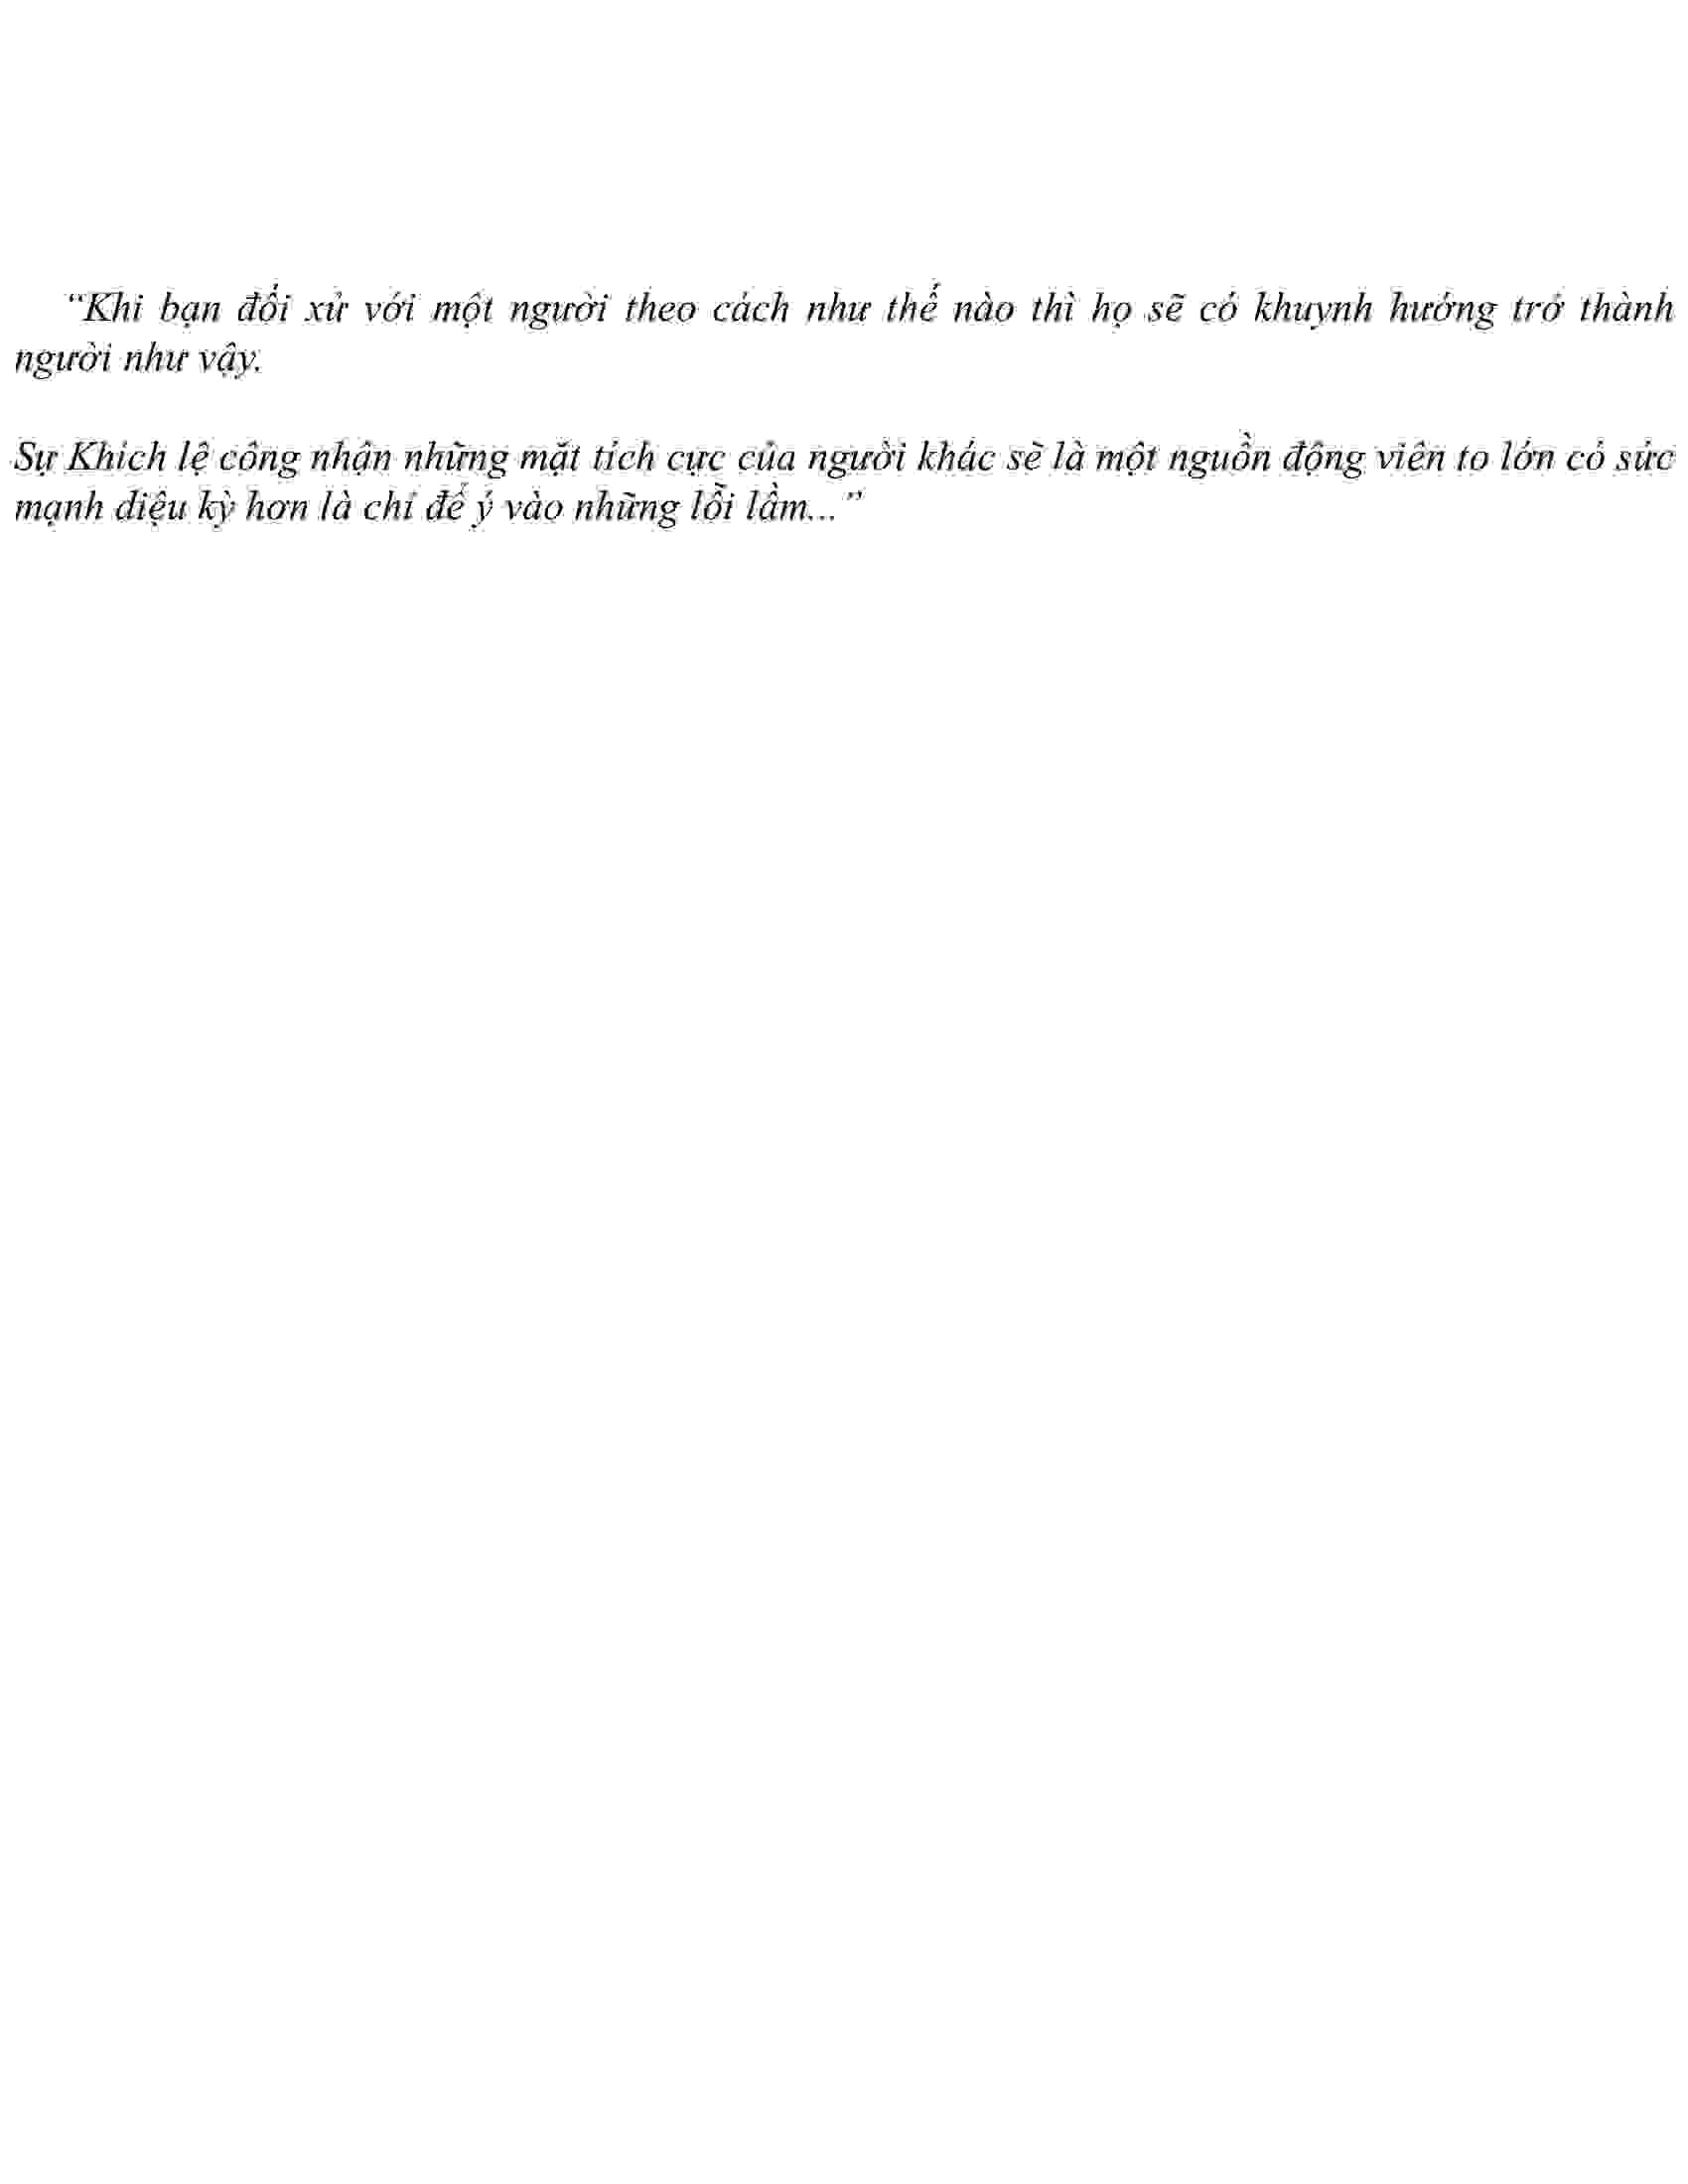 “Khi bạn đối xử với một người theo cách như thế nào thì họ sẽ có khuynh hướng trở thành
người như vậy.
Sự Khích lệ công nhận những mặt tích cực của người khác sẽ là một nguồn động viên to lớn có sức
mạnh diệu kỳ hơn là chỉ để ý vào những lỗi lầm...”